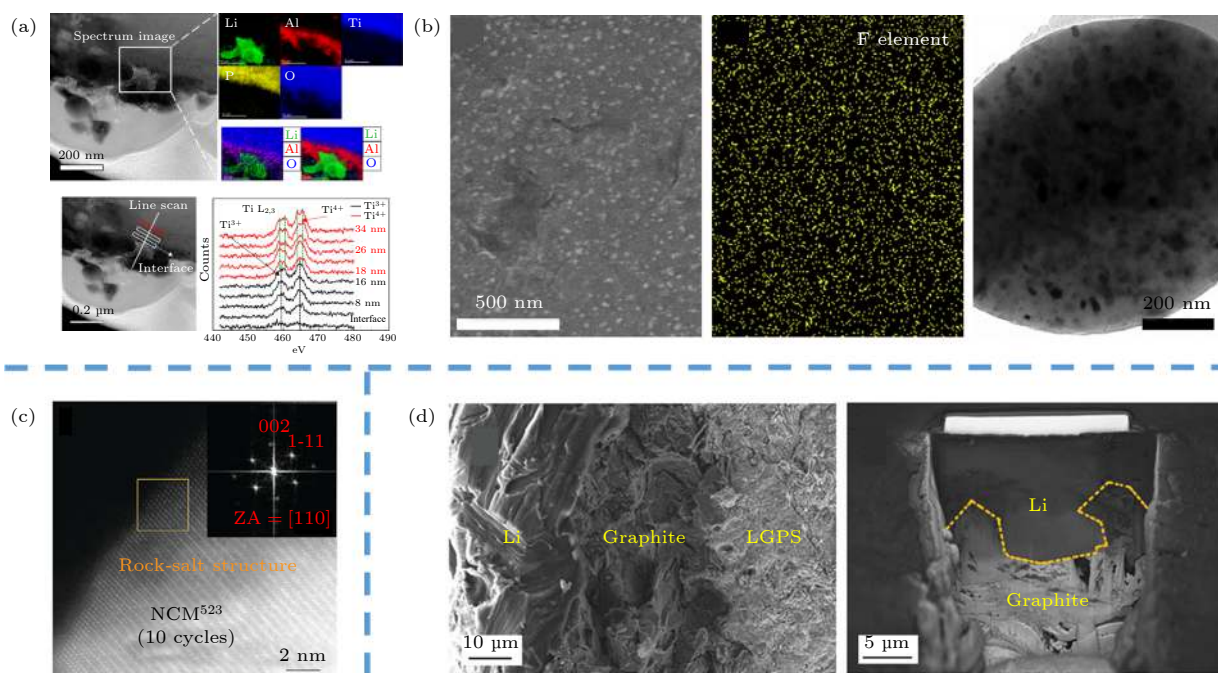 (a)
Spectrum image
200 nm
Li
Al
Ti
P
O
Li
Al
O
Li
Al
O
Line scan
Interface
0.2 µm
Counts
Ti L₂,₃
Ti³⁺
Ti⁴⁺
Ti³⁺
Ti⁴⁺
34 nm
26 nm
18 nm
16 nm
8 nm
Interface
440 450 460 470 480 490
eV
(b)
500 nm
F element
200 nm
(c)
002
1-11
ZA = [110]
Rock-salt structure
NCM⁵²³
(10 cycles)
2 nm
(d)
Li
Graphite
LGPS
10 µm
Li
Graphite
5 µm